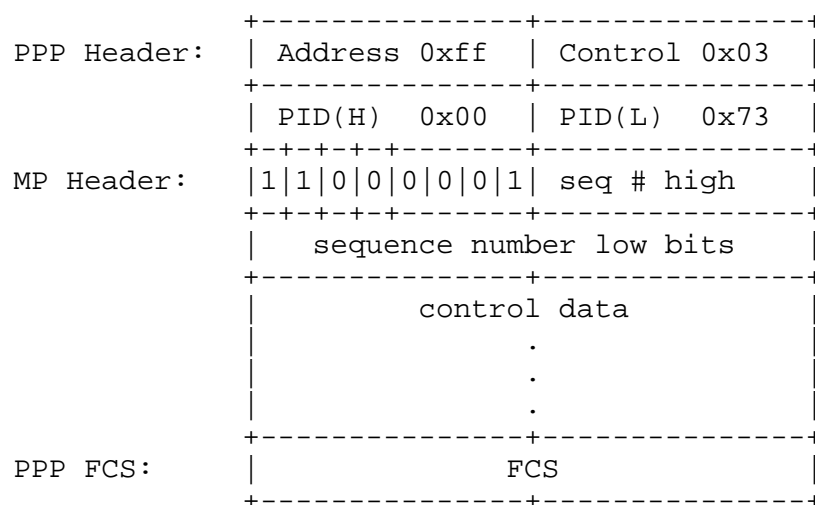 +---------------+---------------+
PPP Header: | Address 0xff | Control 0x03 |
+---------------+---------------+
| PID(H) 0x00 | PID(L) 0x73 |
+-+-+-+-+-------+---------------+
MP Header: |1|1|0|0|0|0|0|1| seq # high |
+-+-+-+-+-------+---------------+
| sequence number low bits |
+---------------+---------------+
| control data |
| . |
| . |
| . |
+---------------+---------------+
PPP FCS: | FCS |
+---------------+---------------+